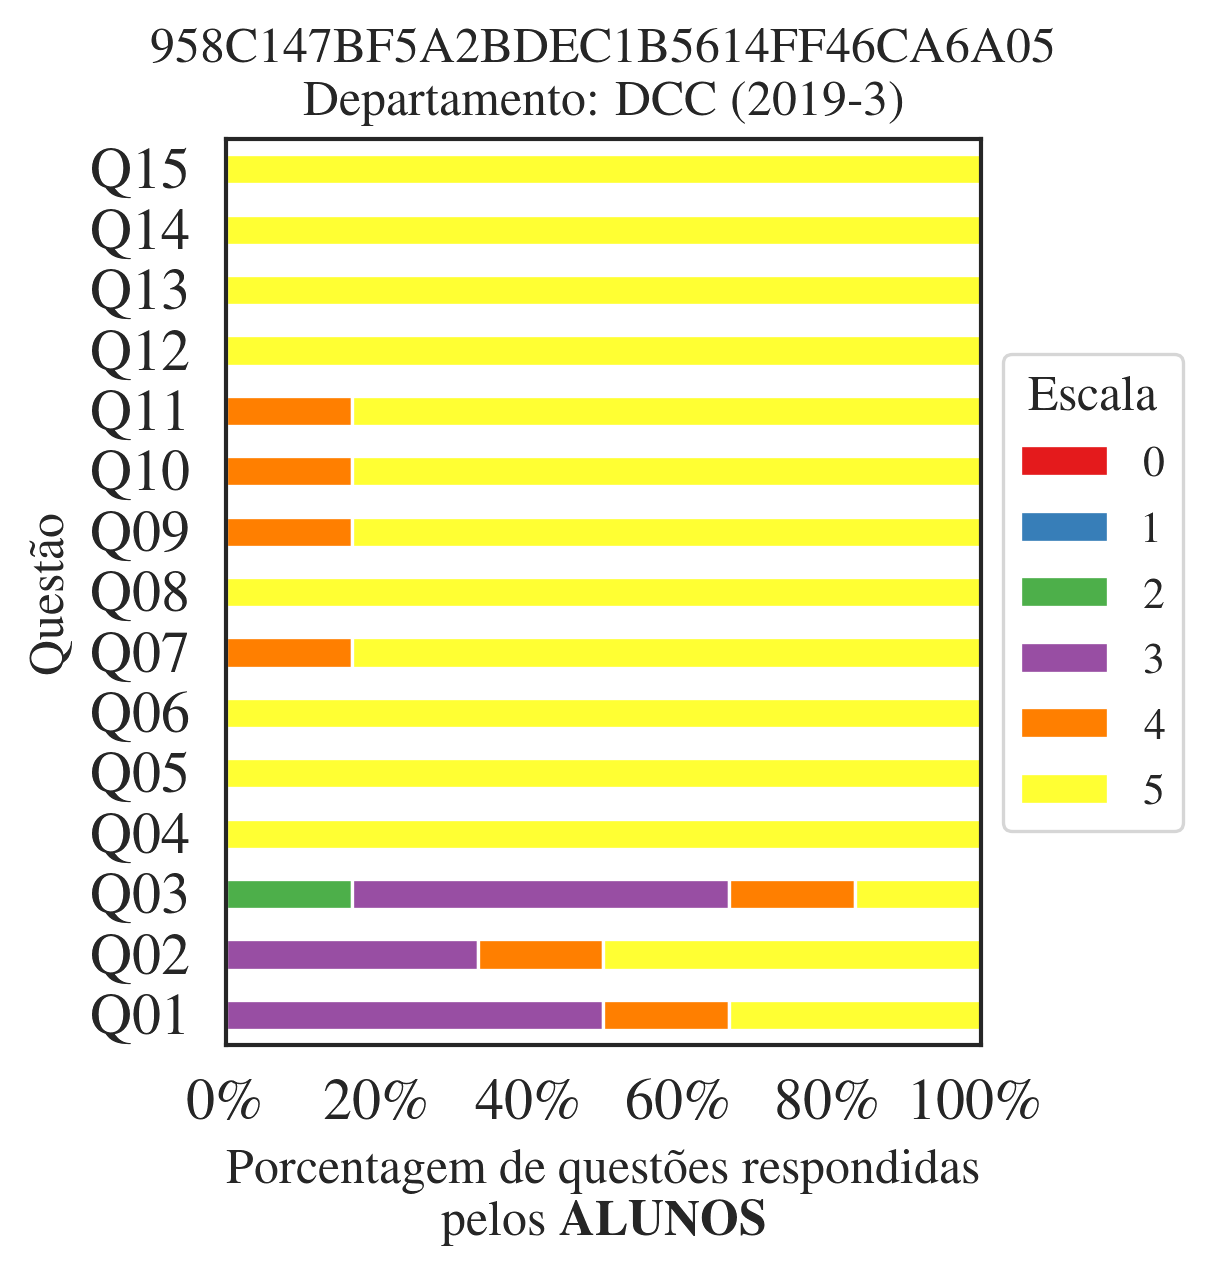 958C147BF5A2BDEC1B5614FF46CA6A05
Departamento: DCC (2019-3)
Questão
Q15
Q14
Q13
Q12
Q11
Q10
Q09
Q08
Q07
Q06
Q05
Q04
Q03
Q02
Q01
0% 20% 40% 60% 80% 100%
Porcentagem de questões respondidas
pelos ALUNOS
Escala
0
1
2
3
4
5